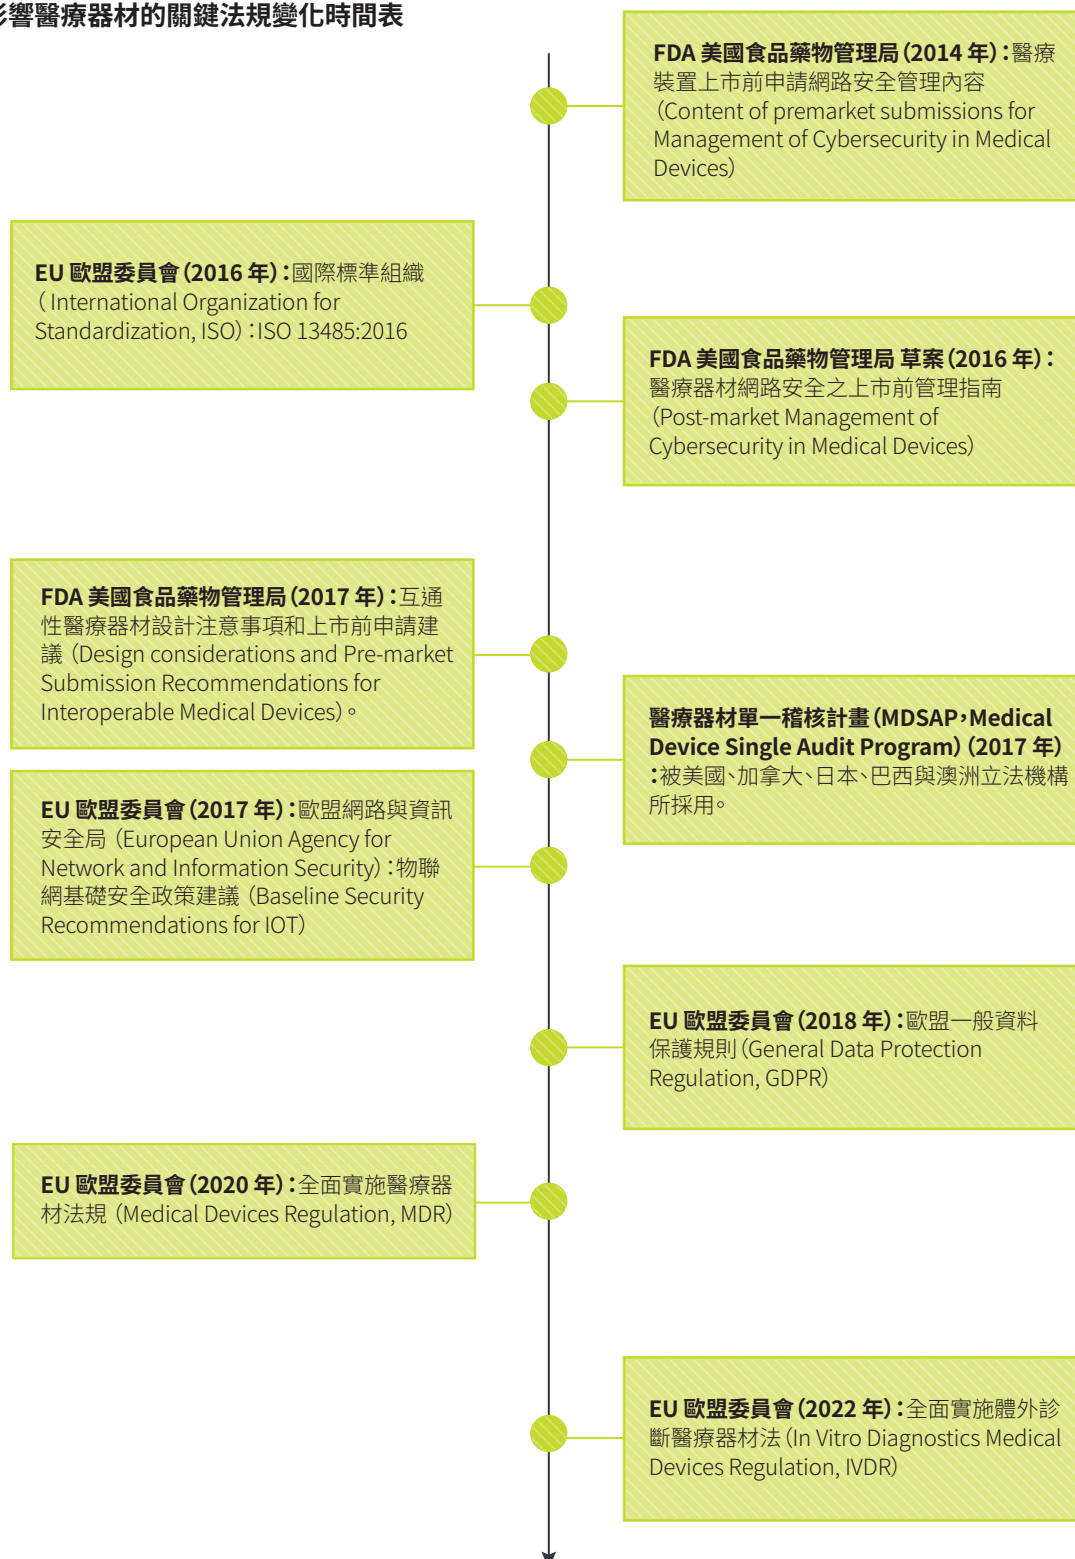 影響醫療器材的關鍵法規變化時間表
FDA 美國食品藥物管理局（2014 年）：醫療
裝置上市前申請網路安全管理內容
（Content of premarket submissions for
Management of Cybersecurity in Medical
Devices）
EU 歐盟委員會（2016 年）：國際標準組織
（ International Organization for
Standardization, ISO）：ISO 13485:2016
FDA 美國食品藥物管理局 草案（2016 年）：
醫療器材網路安全之上市前管理指南
（Post-market Management of
Cybersecurity in Medical Devices）
FDA 美國食品藥物管理局（2017 年）：互通
性醫療器材設計注意事項和上市前申請建
議（Design considerations and Pre-market
Submission Recommendations for
Interoperable Medical Devices）。
醫療器材單一稽核計畫（MDSAP，Medical
Device Single Audit Program）（2017 年）
：被美國、加拿大、日本、巴西與澳洲立法機構
所採用。
EU 歐盟委員會（2017 年）：歐盟網路與資訊
安全局（European Union Agency for
Network and Information Security）：物聯
網基礎安全政策建議（Baseline Security
Recommendations for IOT）
EU 歐盟委員會（2018 年）：歐盟一般資料
保護規則（General Data Protection
Regulation, GDPR）
EU 歐盟委員會（2020 年）：全面實施醫療器
材法規（Medical Devices Regulation, MDR）
EU 歐盟委員會（2022 年）：全面實施體外診
斷醫療器材法（In Vitro Diagnostics Medical
Devices Regulation, IVDR）